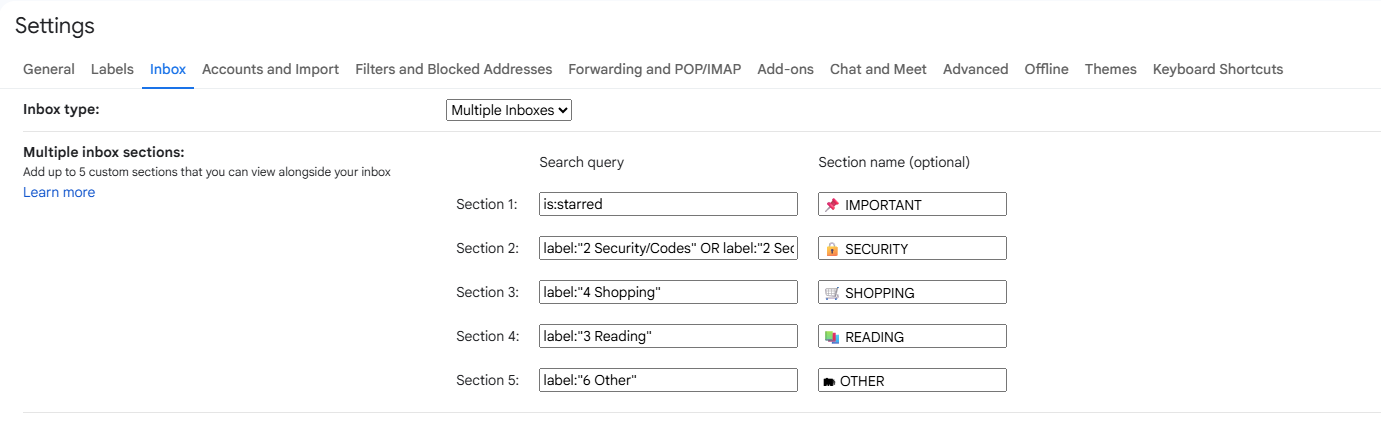 Settings
General Labels Inbox Accounts and Import Filters and Blocked Addresses Forwarding and POP/IMAP Add-ons Chat and Meet Advanced Offline Themes Keyboard Shortcuts
Inbox type: Multiple Inboxes
Multiple inbox sections:
Add up to 5 custom sections that you can view alongside your inbox
Learn more
Search query Section name (optional)
Section 1: is:starred 📌 IMPORTANT
Section 2: label:"2 Security/Codes" OR label:"2 Sec 🔒 SECURITY
Section 3: label:"4 Shopping" 🛒 SHOPPING
Section 4: label:"3 Reading" 📚 READING
Section 5: label:"6 Other" OTHER